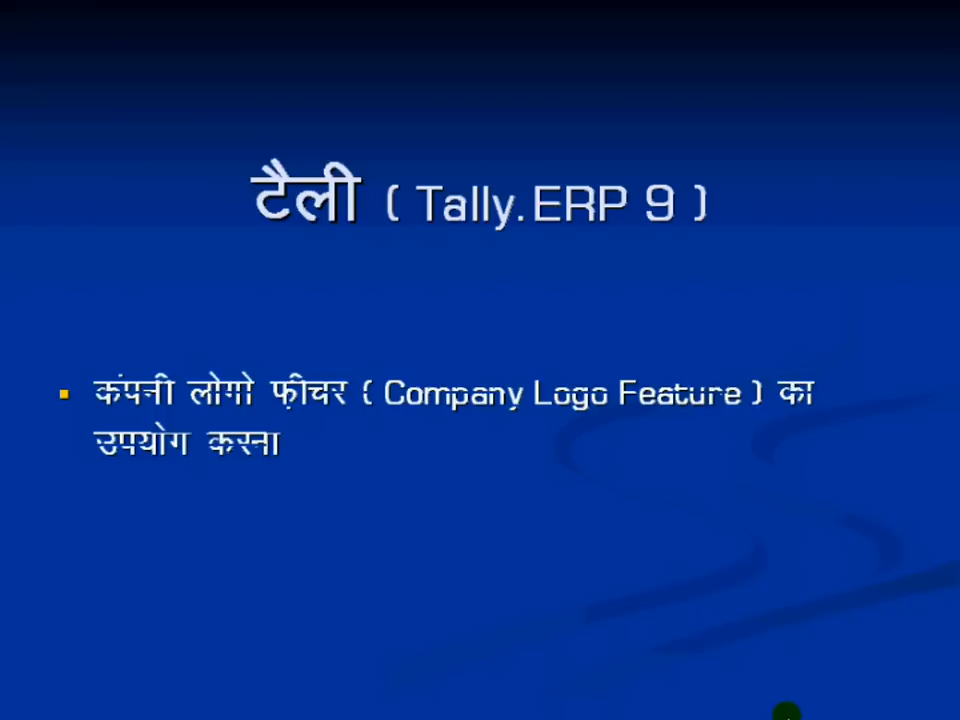 टैली ( Tally.ERP 9 )
कंपनी लोगो फ़ीचर ( Company Logo Feature ) का
उपयोग करना